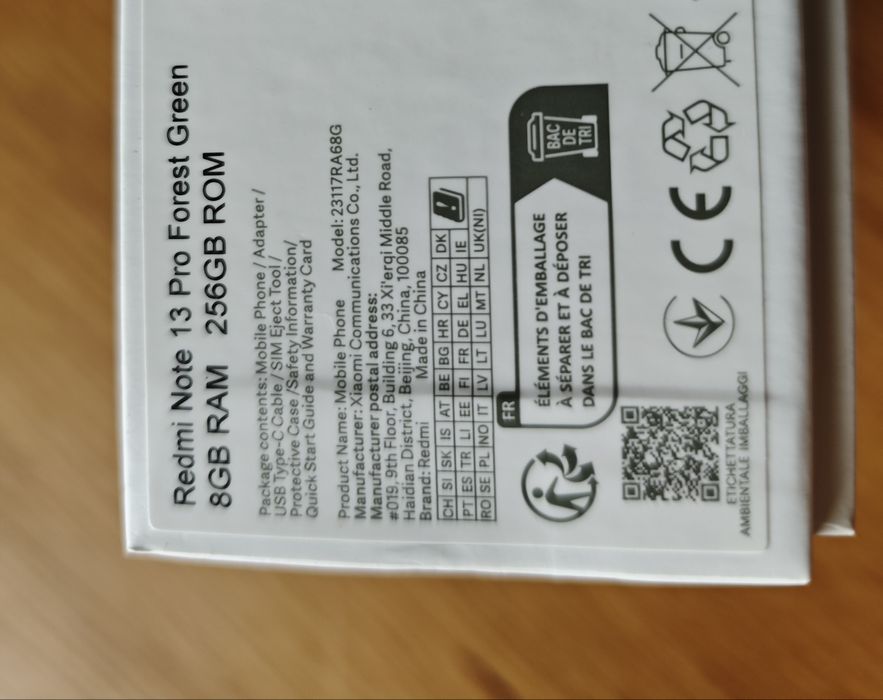 Redmi Note 13 Pro Forest Green
8GB RAM 256GB ROM
Package contents: Mobile Phone / Adapter /
USB Type-C Cable / SIM Eject Tool /
Protective Case /Safety Information/
Quick Start Guide and Warranty Card
Product Name: Mobile Phone Model: 23117RA68G
Manufacturer: Xiaomi Communications Co., Ltd.
Manufacturer postal address:
#019, 9th Floor, Building 6, 33 Xi'erqi Middle Road,
Haidian District, Beijing, China, 100085
Brand: Redmi Made in China
CH SI SK IS AT BE BG HR CY CZ DK
PT ES TR LI EE FI FR DE EL HU IE
RO SE PL NO IT LV LT LU MT NL UK(NI)
FR
ÉLÉMENTS D'EMBALLAGE
À SÉPARER ET À DÉPOSER
DANS LE BAC DE TRI
BAC
DE
TRI
CE
ETICHETTATURA
AMBIENTALE IMBALLAGGI